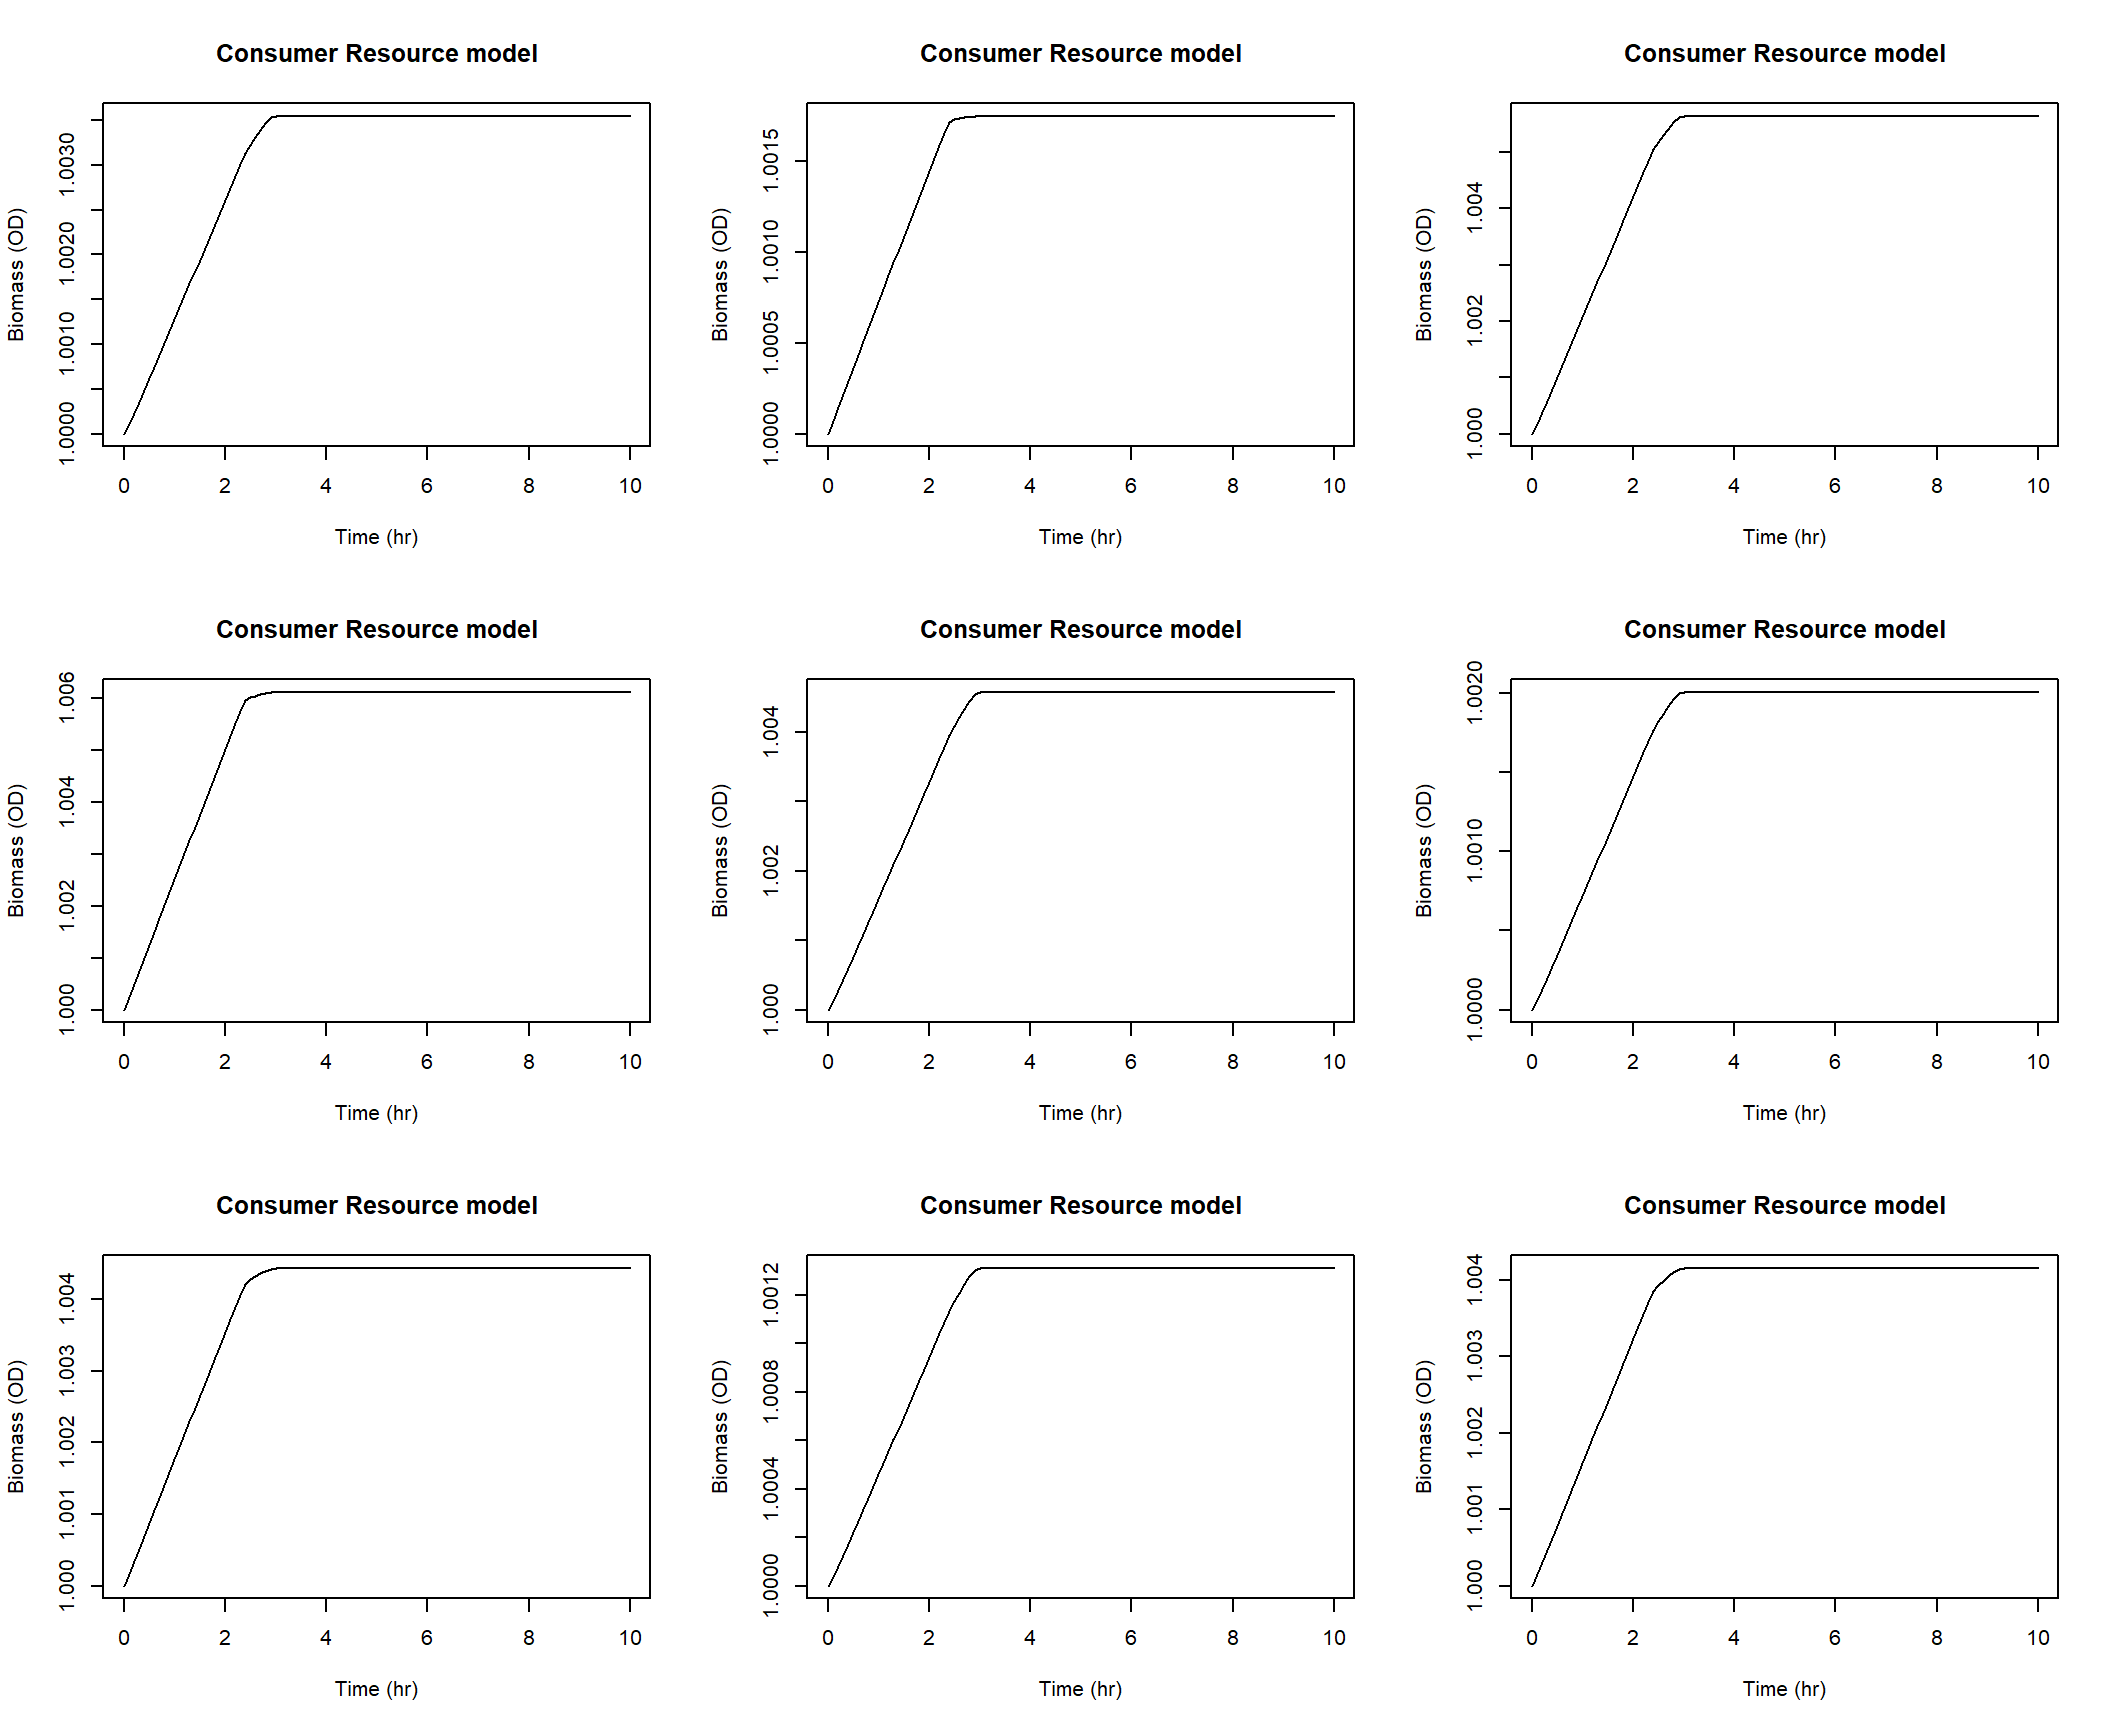 Consumer Resource model
Biomass (OD)
1.0000 1.0010 1.0020 1.0030
0 2 4 6 8 10
Time (hr)
Consumer Resource model
Biomass (OD)
1.0000 1.0005 1.0010 1.0015
0 2 4 6 8 10
Time (hr)
Consumer Resource model
Biomass (OD)
1.000 1.002 1.004
0 2 4 6 8 10
Time (hr)
Consumer Resource model
Biomass (OD)
1.000 1.002 1.004 1.006
0 2 4 6 8 10
Time (hr)
Consumer Resource model
Biomass (OD)
1.000 1.002 1.004
0 2 4 6 8 10
Time (hr)
Consumer Resource model
Biomass (OD)
1.0000 1.0010 1.0020
0 2 4 6 8 10
Time (hr)
Consumer Resource model
Biomass (OD)
1.000 1.001 1.002 1.003 1.004
0 2 4 6 8 10
Time (hr)
Consumer Resource model
Biomass (OD)
1.0000 1.0004 1.0008 1.0012
0 2 4 6 8 10
Time (hr)
Consumer Resource model
Biomass (OD)
1.000 1.001 1.002 1.003 1.004
0 2 4 6 8 10
Time (hr)